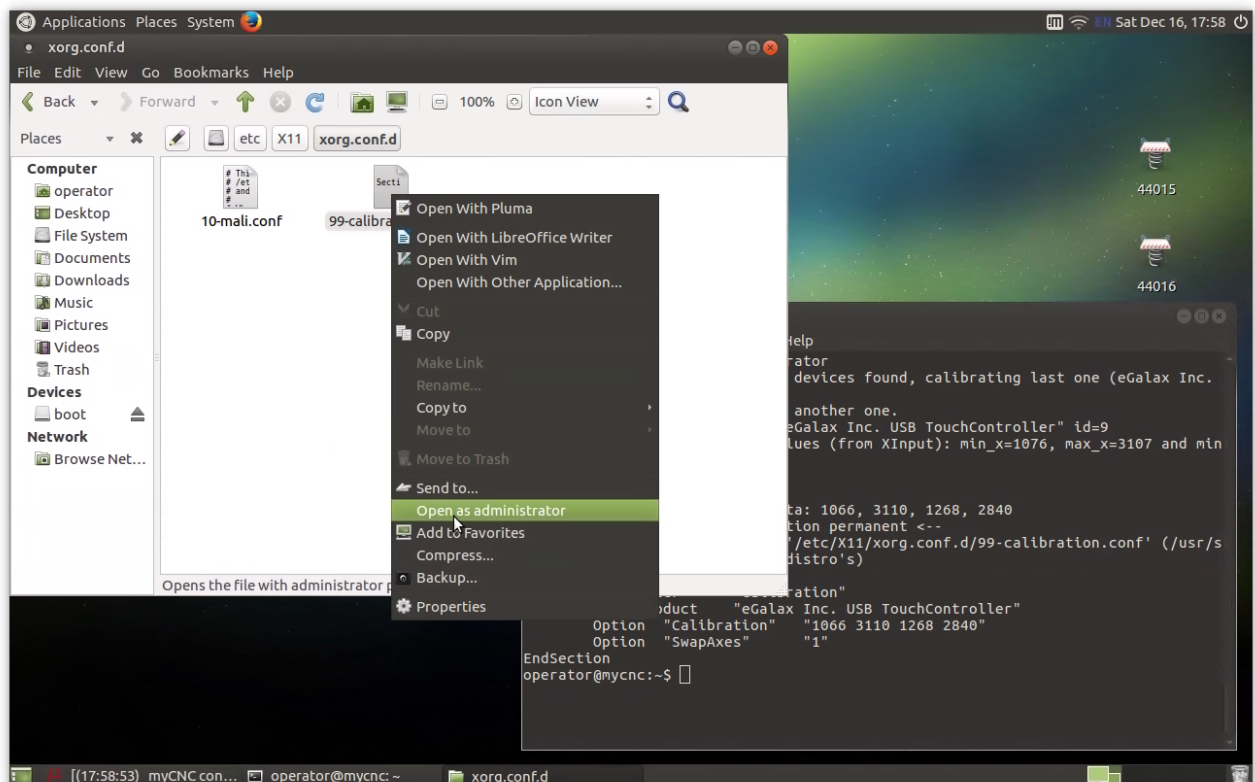 Applications Places System
EN Sat Dec 16, 17:58
xorg.conf.d
File Edit View Go Bookmarks Help
Back Forward 100% Icon View
Places etc X11 xorg.conf.d
Computer
operator
Desktop
File System
Documents
Downloads
Music
Pictures
Videos
Trash
Devices
boot
Network
Browse Net...
# Thi
# /et
# and
#
10-mali.conf
Secti
99-calibra
Opens the file with administrator p
Open With Pluma
Open With LibreOffice Writer
Open With Vim
Open With Other Application...
Cut
Copy
Make Link
Rename...
Copy to
Move to
Move to Trash
Send to...
Open as administrator
Add to Favorites
Compress...
Backup...
Properties
44015
44016
Help
rator
devices found, calibrating last one (eGalax Inc.
another one.
eGalax Inc. USB TouchController" id=9
lues (from XInput): min_x=1076, max_x=3107 and min
ta: 1066, 3110, 1268, 2840
tion permanent <--
'/etc/X11/xorg.conf.d/99-calibration.conf' (/usr/s
distro's)
ration"
oduct "eGalax Inc. USB TouchController"
Option "Calibration" "1066 3110 1268 2840"
Option "SwapAxes" "1"
EndSection
operator@mycnc:~$
[(17:58:53) myCNC con... operator@mycnc: ~ xorg.conf.d